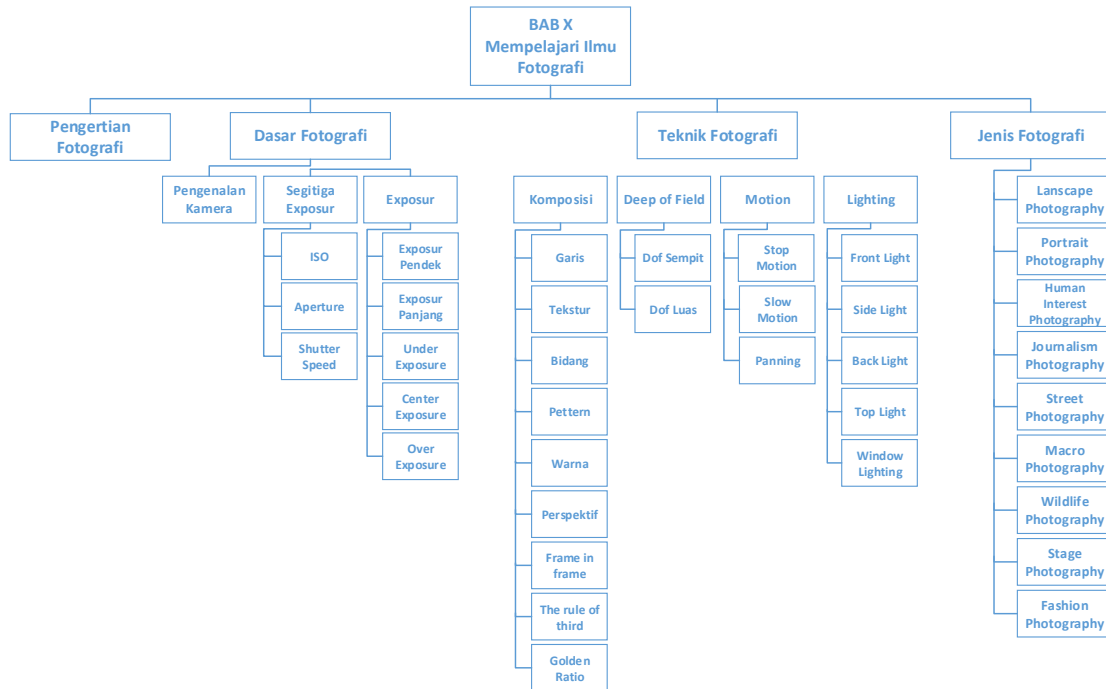 BAB X
Mempelajari Ilmu
Fotografi
Pengertian
Fotografi
Dasar Fotografi
Teknik Fotografi
Jenis Fotografi
Pengenalan
Kamera
Segitiga
Exposur
ISO
Aperture
Shutter
Speed
Exposur
Exposur
Pendek
Exposur
Panjang
Under
Exposure
Center
Exposure
Over
Exposure
Komposisi
Garis
Tekstur
Bidang
Pettern
Warna
Perspektif
Frame in
frame
The rule of
third
Golden
Ratio
Deep of Field
Dof Sempit
Dof Luas
Motion
Stop
Motion
Slow
Motion
Panning
Lighting
Front Light
Side Light
Back Light
Top Light
Window
Lighting
Lanscape
Photography
Portrait
Photography
Human
Interest
Photography
Journalism
Photography
Street
Photography
Macro
Photography
Wildlife
Photography
Stage
Photography
Fashion
Photography